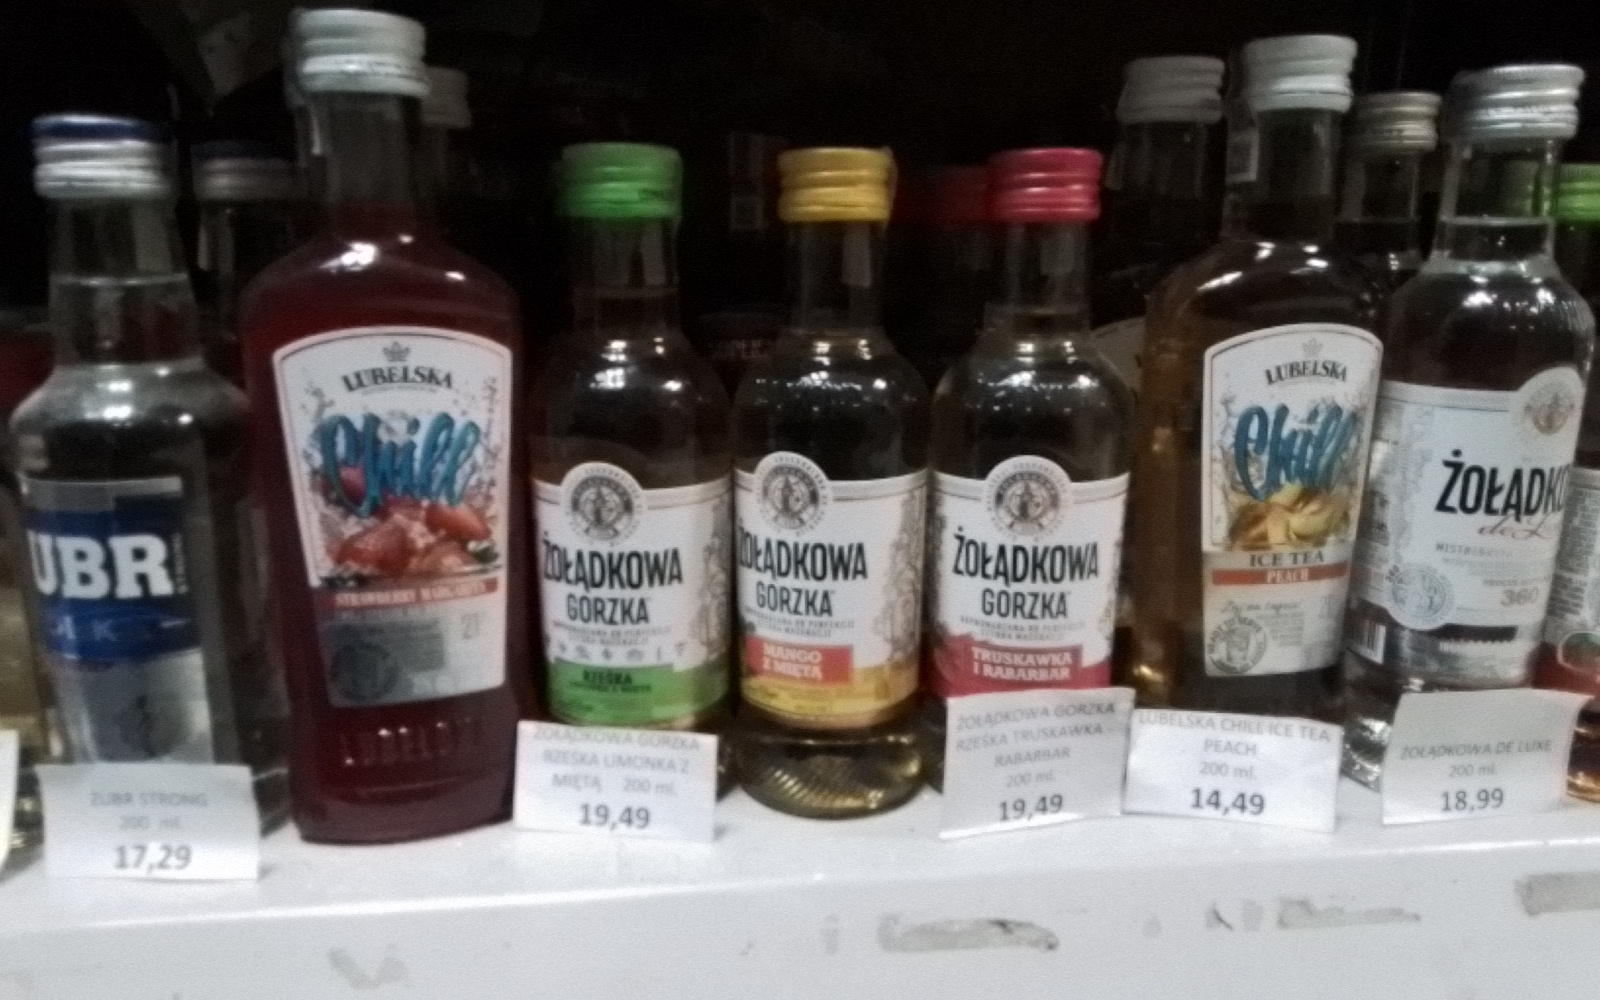 UBR
LUBELSKA
Chill
STRAWBERRY MARGARITA
ŻOŁĄDKOWA
GORZKA
RZEŚKA
ŻOŁĄDKOWA
GORZKA
MANGO
Z MIĘTĄ
ŻOŁĄDKOWA
GORZKA
TRUSKAWKA
I RABARBAR
LUBELSKA
Chill
ICE TEA
PEACH
ŻOŁĄDKO
de L
360
ŻUBR STRONG
200 ml.
17,29
ŻOŁĄDKOWA GORZKA
RZEŚKA LIMONKA Z
MIĘTĄ 200 ml.
19,49
ŻOŁĄDKOWA GORZKA
RZEŚKA TRUSKAWKA -
RABARBAR
200 ml.
19,49
LUBELSKA CHILL ICE TEA
PEACH
200 ml.
14,49
ŻOŁĄDKOWA DE LUXE
200 ml.
18,99